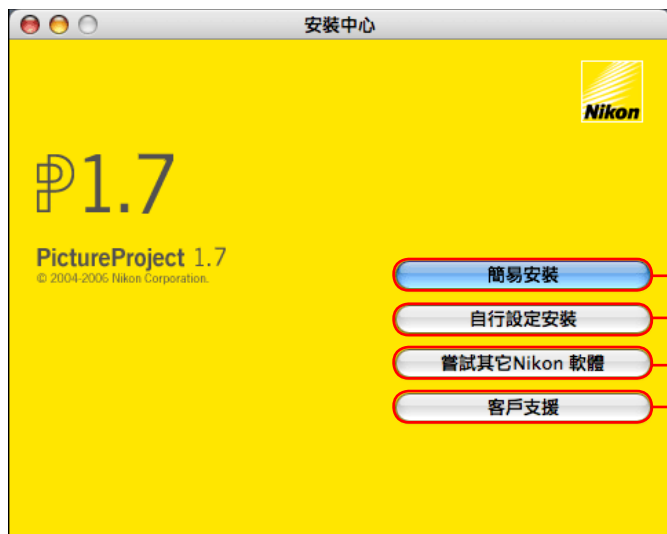 安裝中心
Nikon
P1.7
PictureProject 1.7
© 2004-2006 Nikon Corporation.
簡易安裝
自行設定安裝
嘗試其它Nikon 軟體
客戶支援